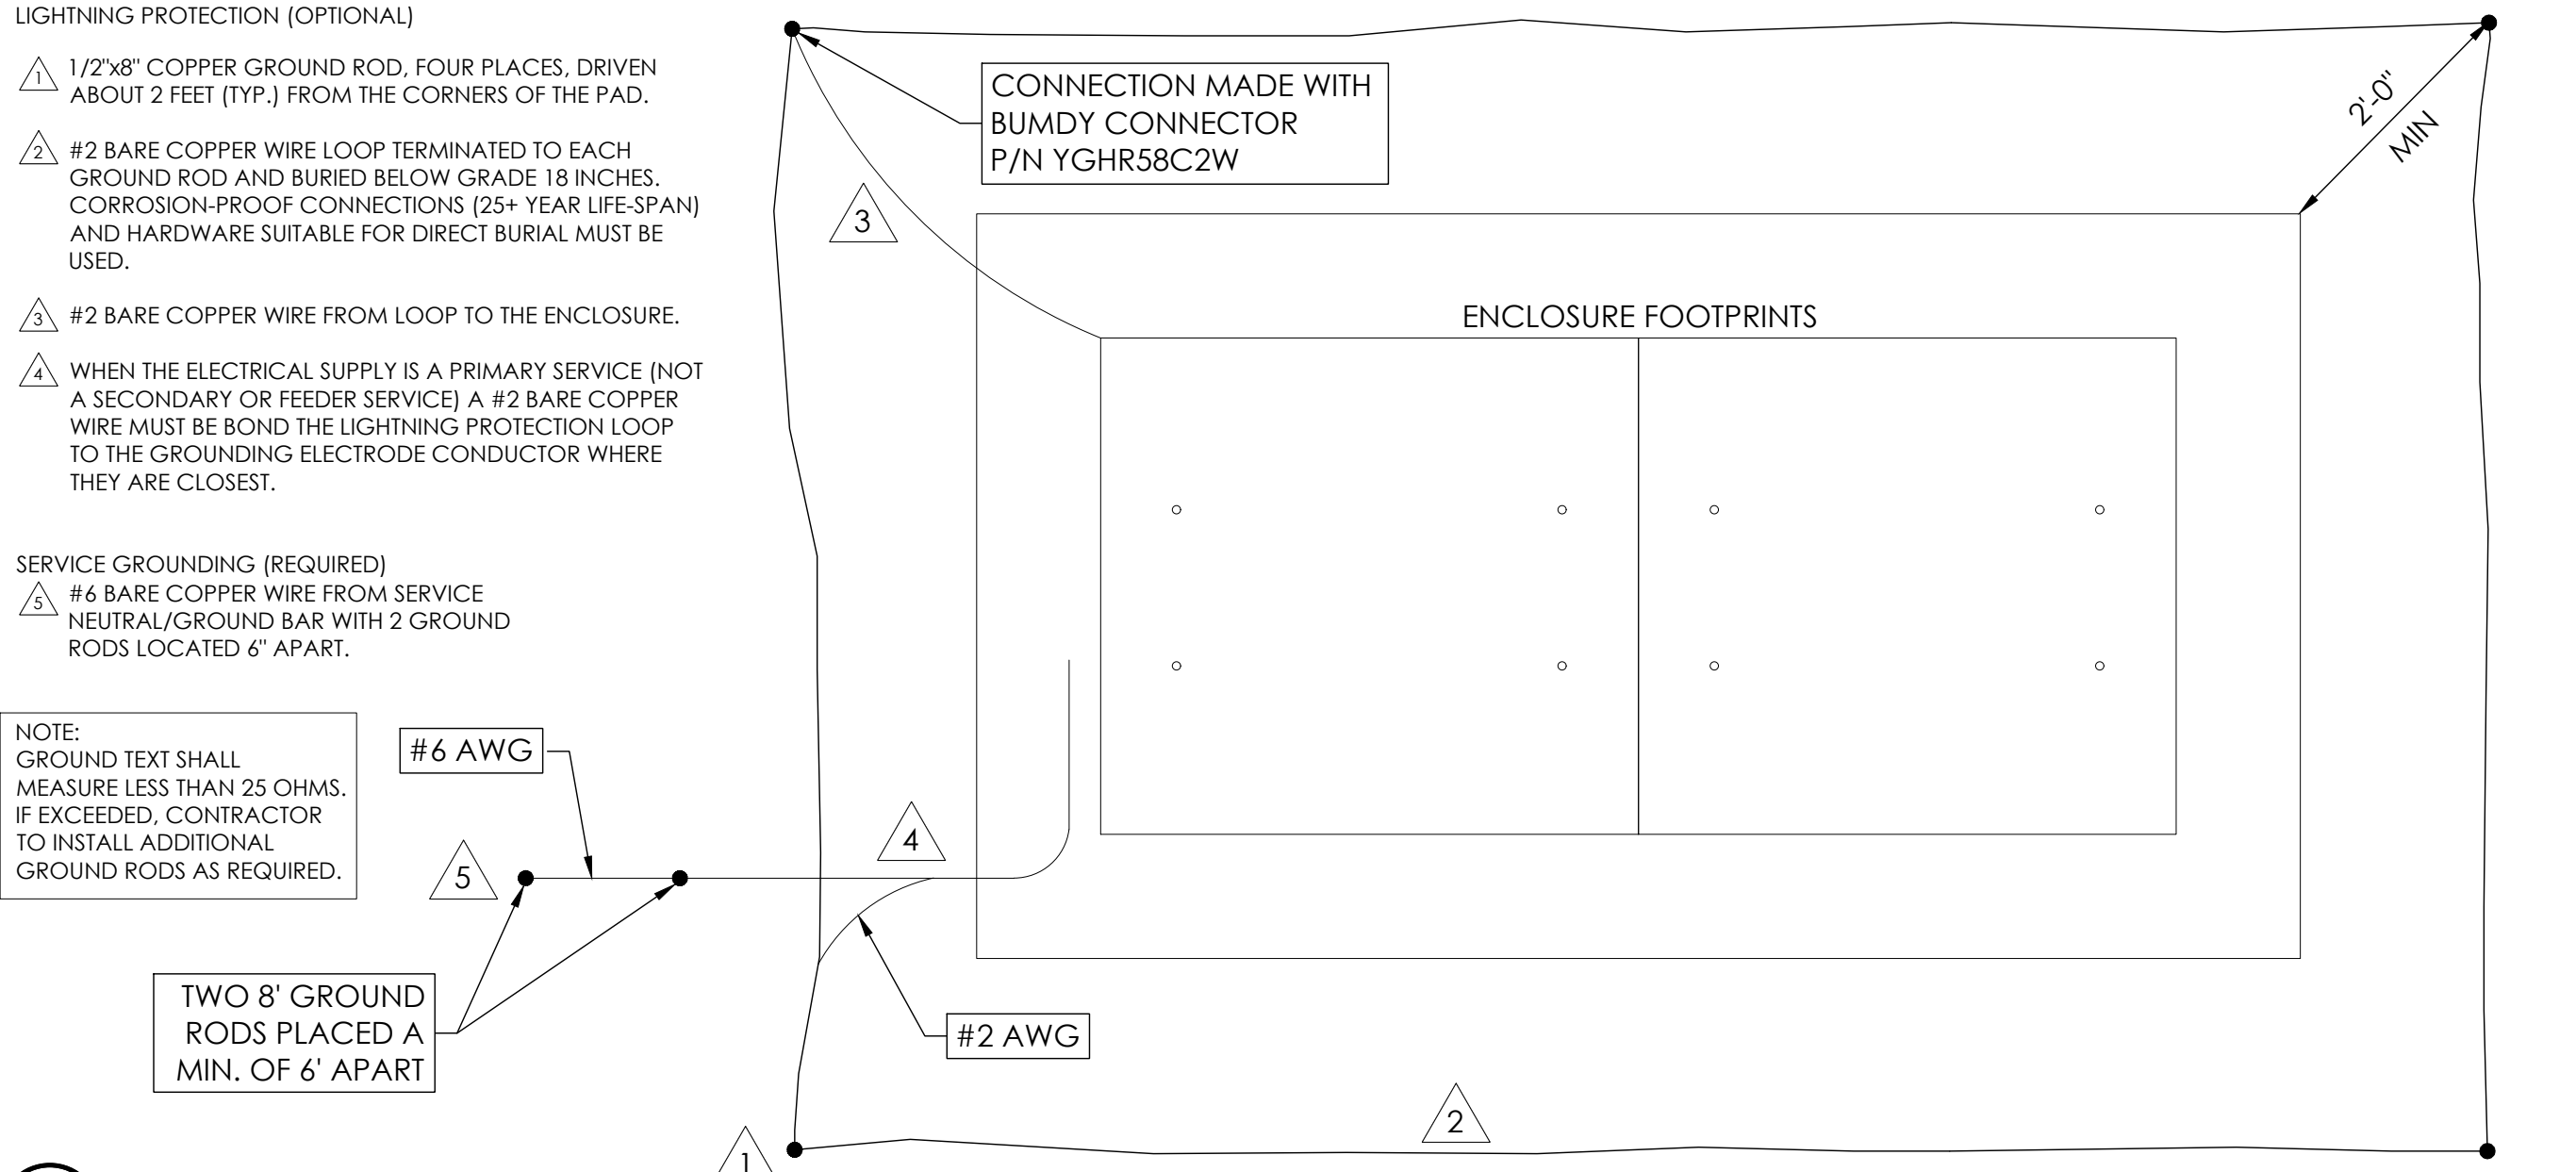 LIGHTNING PROTECTION (OPTIONAL)
1 1/2"x8" COPPER GROUND ROD, FOUR PLACES, DRIVEN
ABOUT 2 FEET (TYP.) FROM THE CORNERS OF THE PAD.
2 #2 BARE COPPER WIRE LOOP TERMINATED TO EACH
GROUND ROD AND BURIED BELOW GRADE 18 INCHES.
CORROSION-PROOF CONNECTIONS (25+ YEAR LIFE-SPAN)
AND HARDWARE SUITABLE FOR DIRECT BURIAL MUST BE
USED.
3 #2 BARE COPPER WIRE FROM LOOP TO THE ENCLOSURE.
4 WHEN THE ELECTRICAL SUPPLY IS A PRIMARY SERVICE (NOT
A SECONDARY OR FEEDER SERVICE) A #2 BARE COPPER
WIRE MUST BE BOND THE LIGHTNING PROTECTION LOOP
TO THE GROUNDING ELECTRODE CONDUCTOR WHERE
THEY ARE CLOSEST.
SERVICE GROUNDING (REQUIRED)
5 #6 BARE COPPER WIRE FROM SERVICE
NEUTRAL/GROUND BAR WITH 2 GROUND
RODS LOCATED 6" APART.
NOTE:
GROUND TEXT SHALL
MEASURE LESS THAN 25 OHMS.
IF EXCEEDED, CONTRACTOR
TO INSTALL ADDITIONAL
GROUND RODS AS REQUIRED.
#6 AWG
5
TWO 8' GROUND
RODS PLACED A
MIN. OF 6' APART
CONNECTION MADE WITH
BUMDY CONNECTOR
P/N YGHR58C2W
3
2'-0"
MIN
ENCLOSURE FOOTPRINTS
4
#2 AWG
2
1